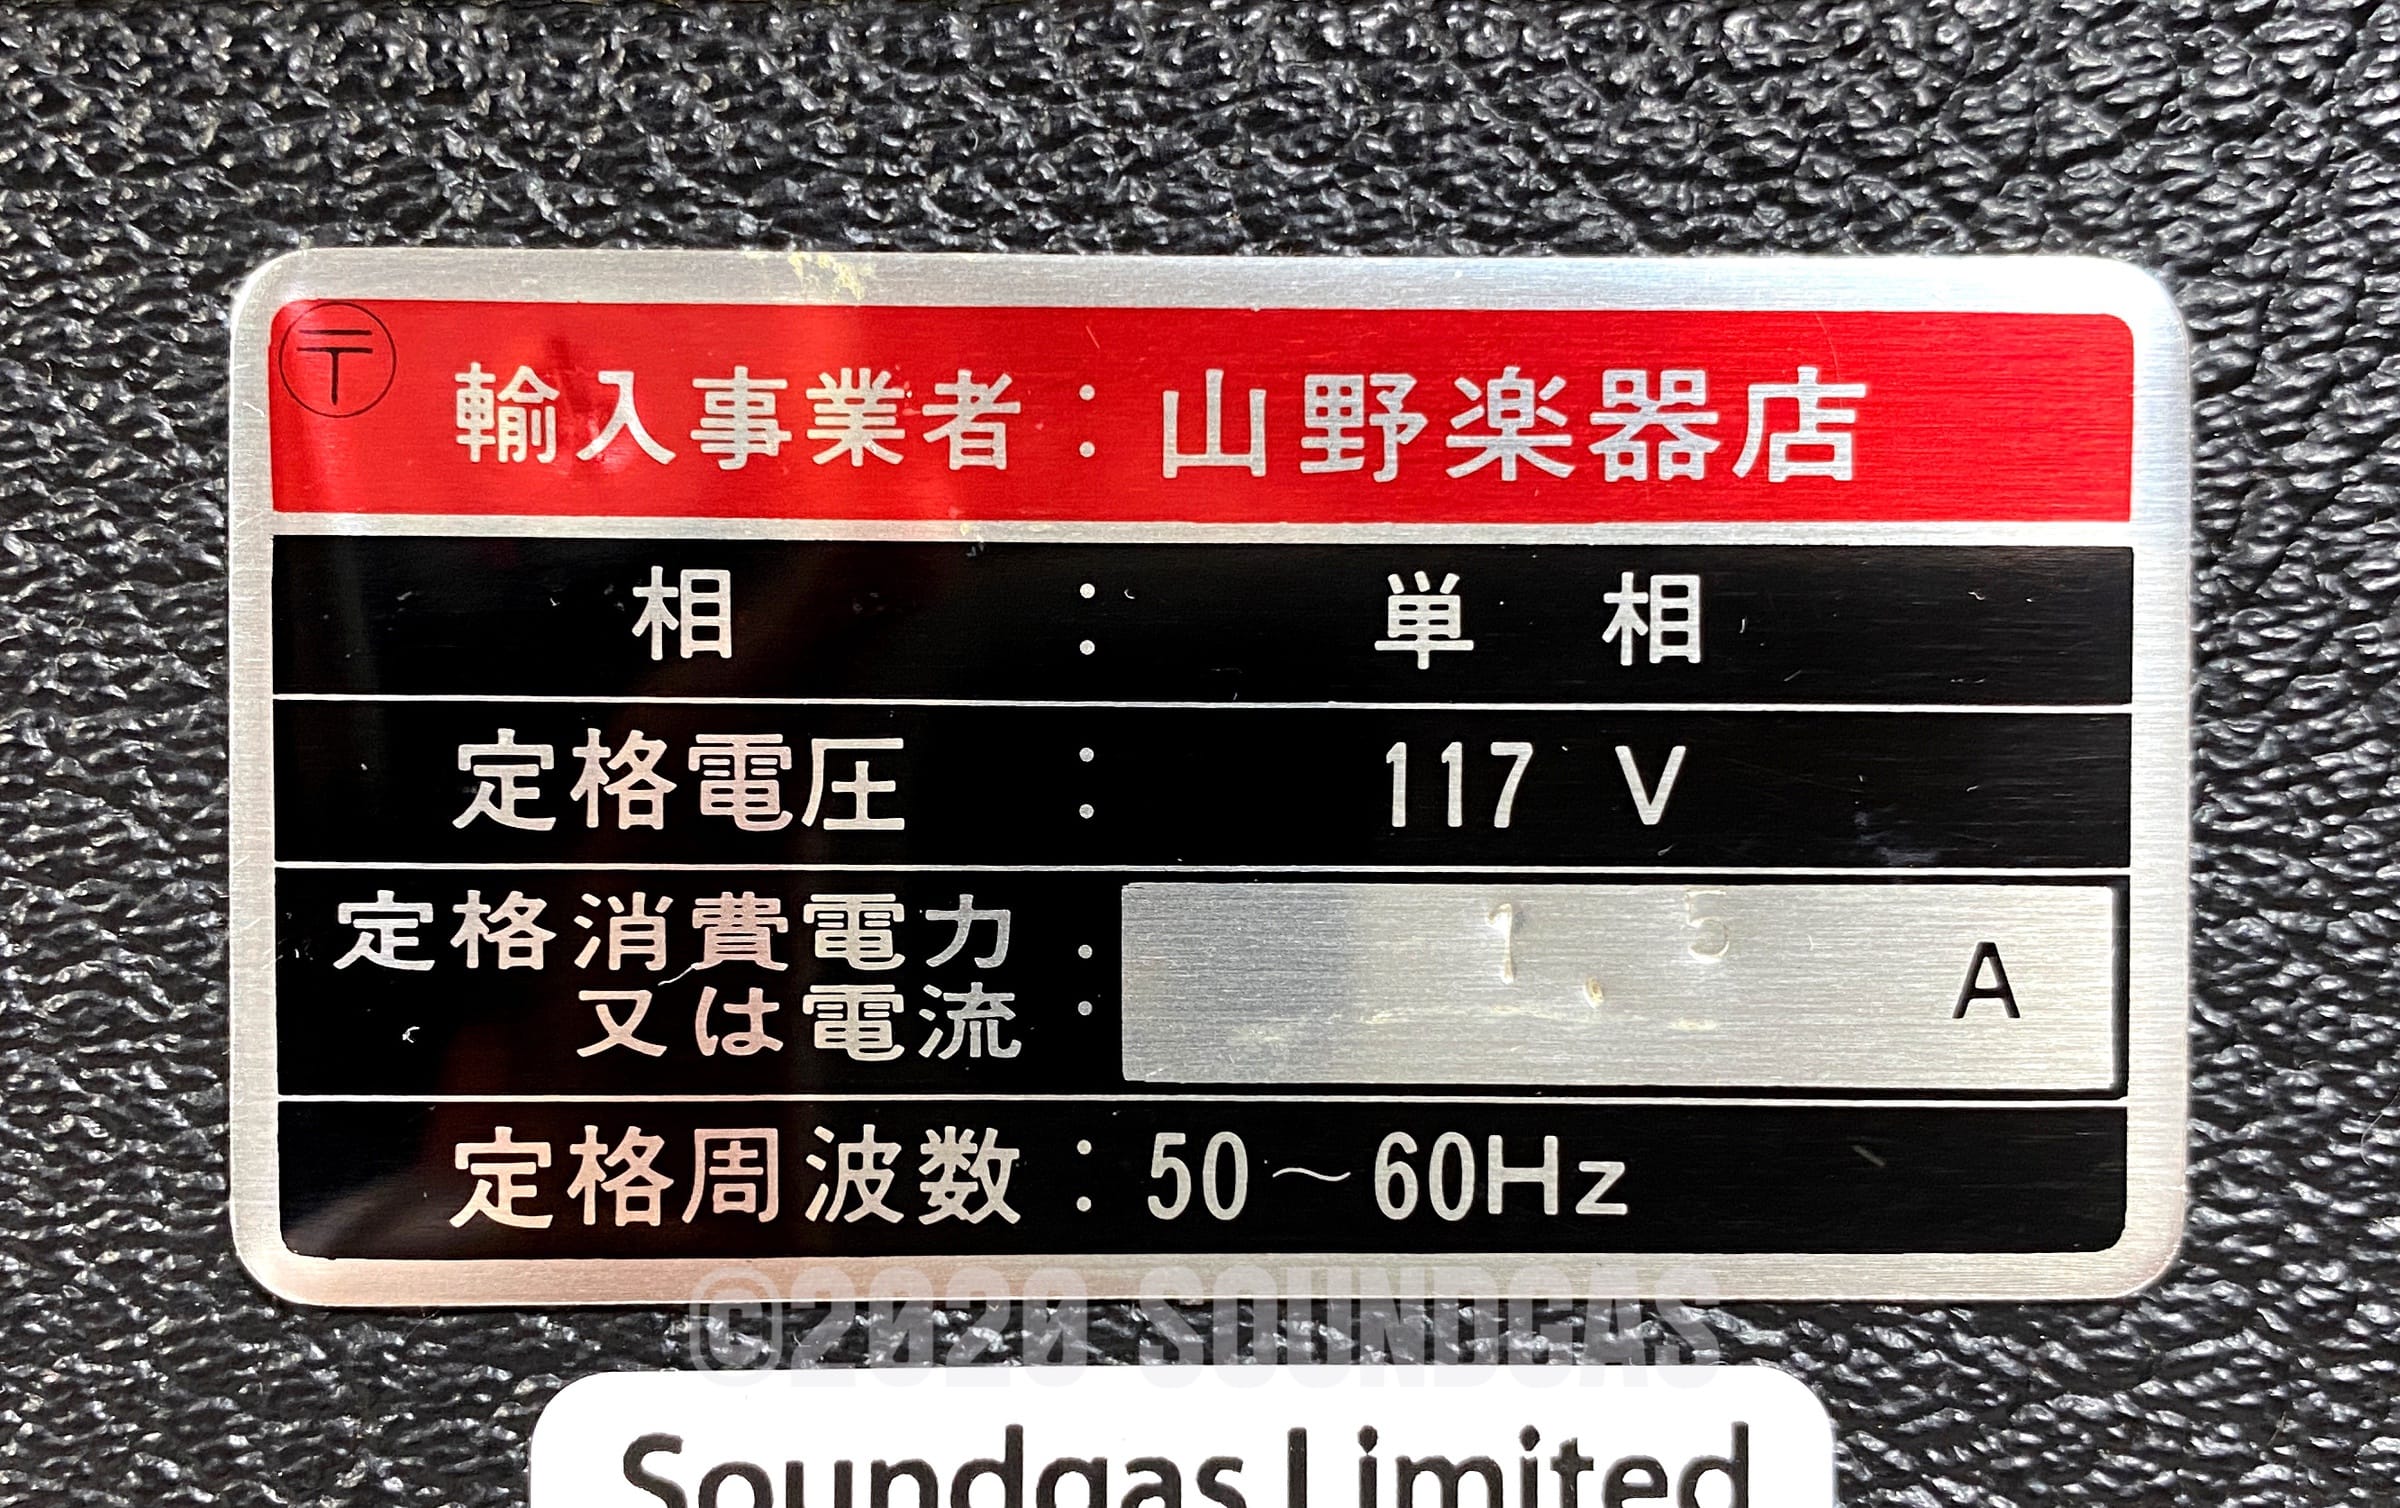 〒
輸入事業者：山野楽器店
相：単相
定格電圧：117 V
定格消費電力
又は電流：1.5 A
定格周波数：50～60Hz
©2020 SOUNDGAS
Soundgas Limited